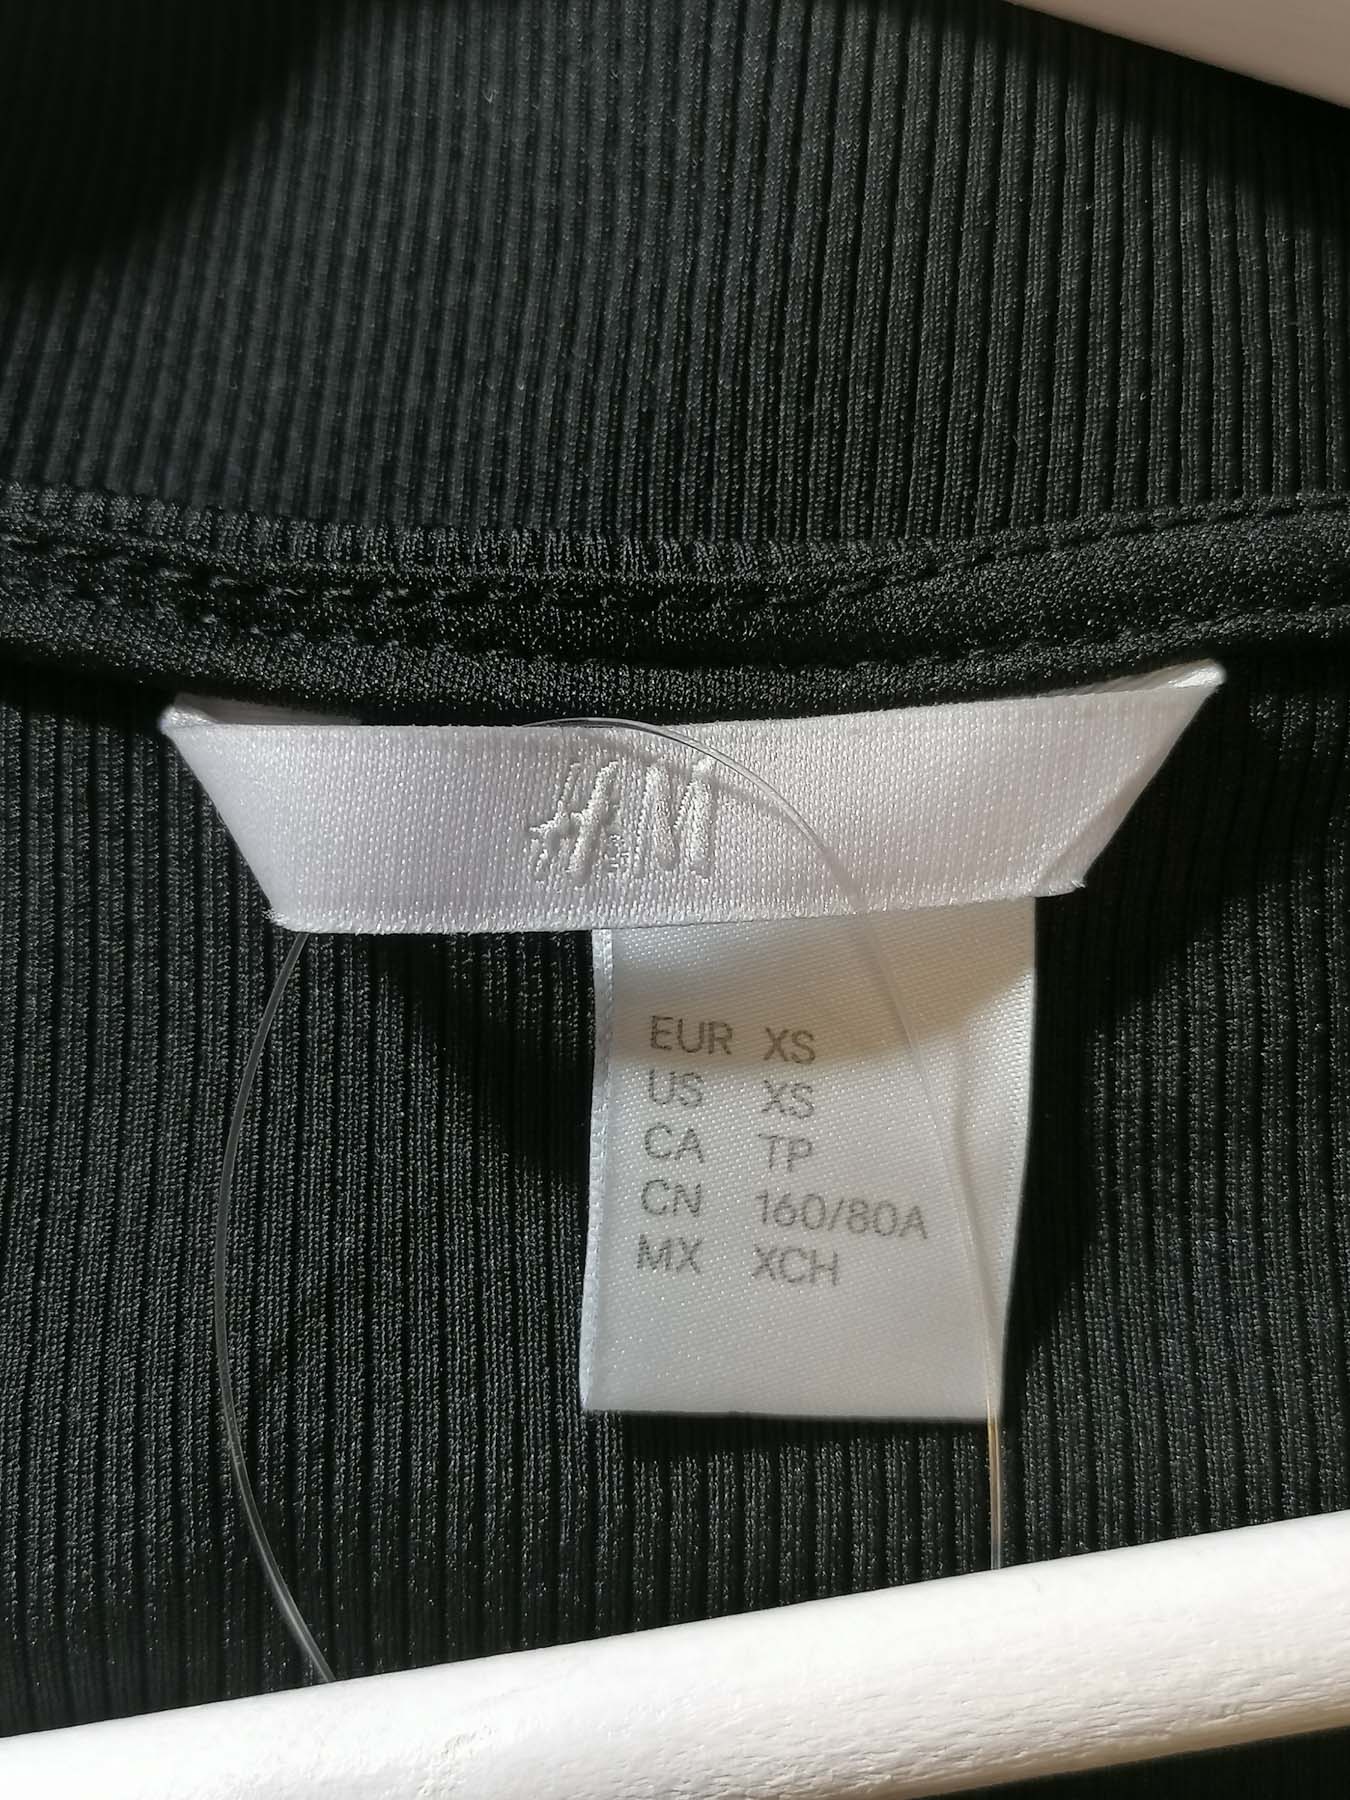 H&M
EUR XS
US XS
CA TP
CN 160/80A
MX XCH